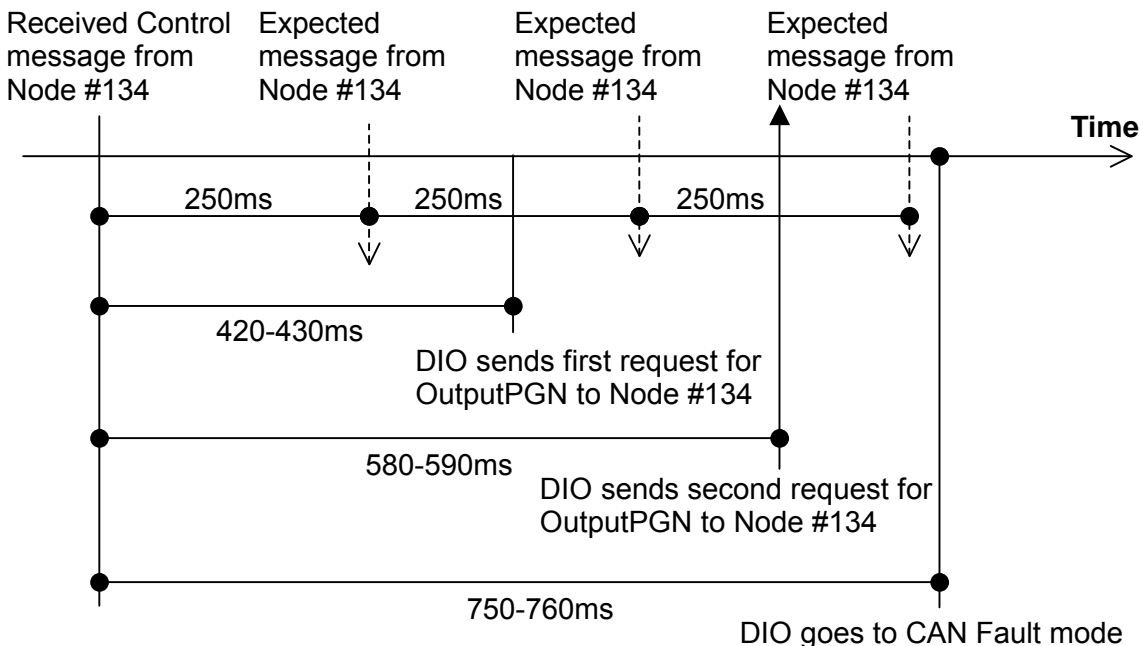 Received Control
message from
Node #134
Expected
message from
Node #134
Expected
message from
Node #134
Expected
message from
Node #134
Time
250ms
250ms
250ms
420-430ms
DIO sends first request for
OutputPGN to Node #134
580-590ms
DIO sends second request for
OutputPGN to Node #134
750-760ms
DIO goes to CAN Fault mode